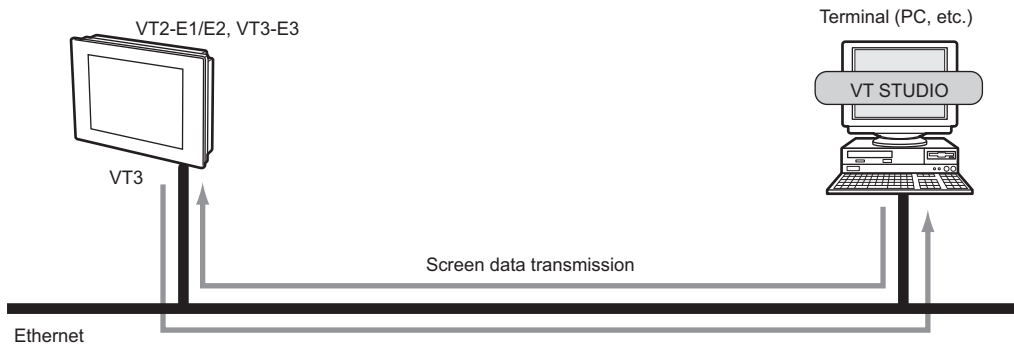 VT2-E1/E2, VT3-E3
Terminal (PC, etc.)
VT STUDIO
VT3
Screen data transmission
Ethernet